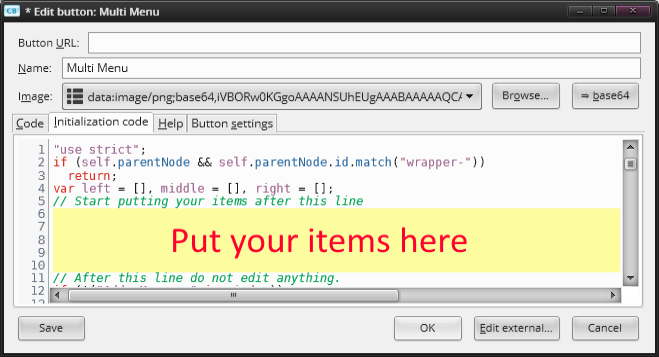 CB
* Edit button: Multi Menu
Button URL:
Name: Multi Menu
Image: data:image/png;base64,iVBORw0KGgoAAAANSUhEUgAAABAAAAAQCA Browse... ⇒ base64
Code Initialization code Help Button settings
1 "use strict";
2 if (self.parentNode && self.parentNode.id.match("wrapper-"))
3 return;
4 var left = [], middle = [], right = [];
5 // Start putting your items after this line
6
7
8 Put your items here
9
10
11 // After this line do not edit anything.
12
Save OK Edit external... Cancel